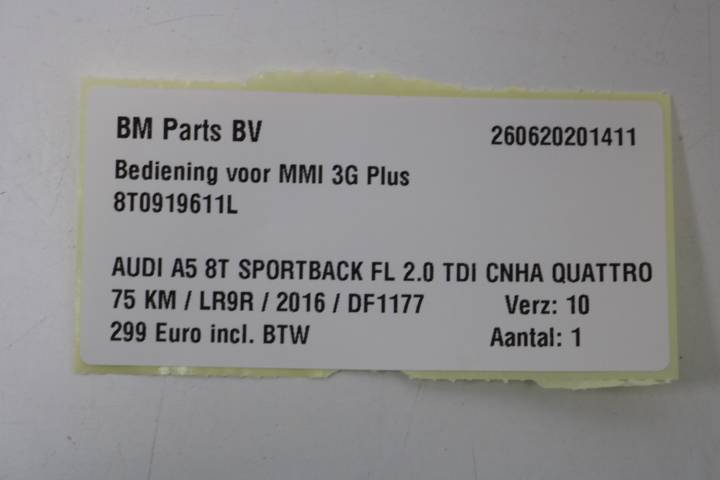 BM Parts BV 260620201411
Bediening voor MMI 3G Plus
8T0919611L
AUDI A5 8T SPORTBACK FL 2.0 TDI CNHA QUATTRO
75 KM / LR9R / 2016 / DF1177 Verz: 10
299 Euro incl. BTW Aantal: 1